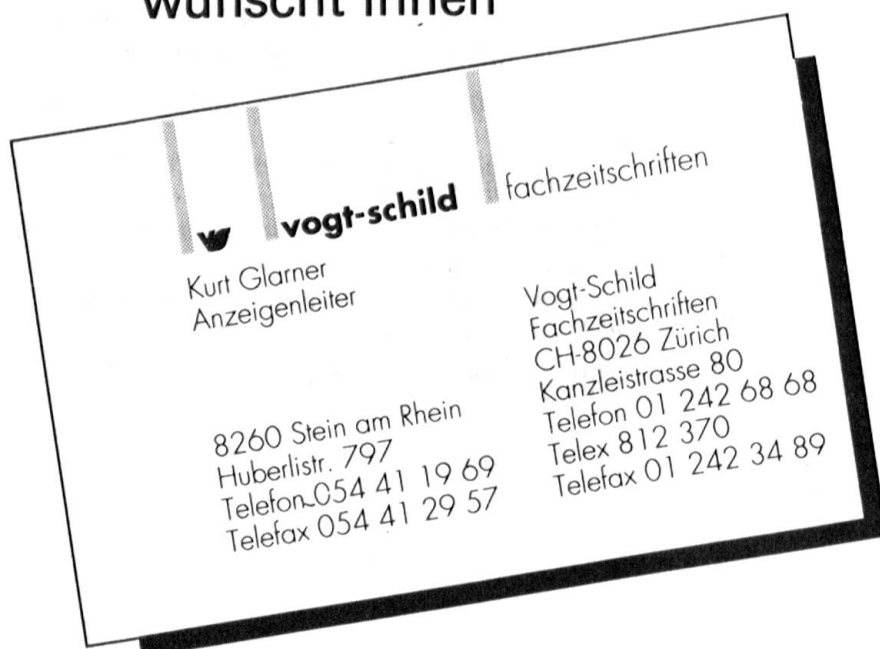 wünscht Ihnen
vogt-schild
fachzeitschriften
Kurt Glarner
Anzeigenleiter
8260 Stein am Rhein
Huberlistr. 797
Telefon 054 41 19 69
Telefax 054 41 29 57
Vogt-Schild
Fachzeitschriften
CH-8026 Zürich
Kanzleistrasse 80
Telefon 01 242 68 68
Telex 812 370
Telefax 01 242 34 89